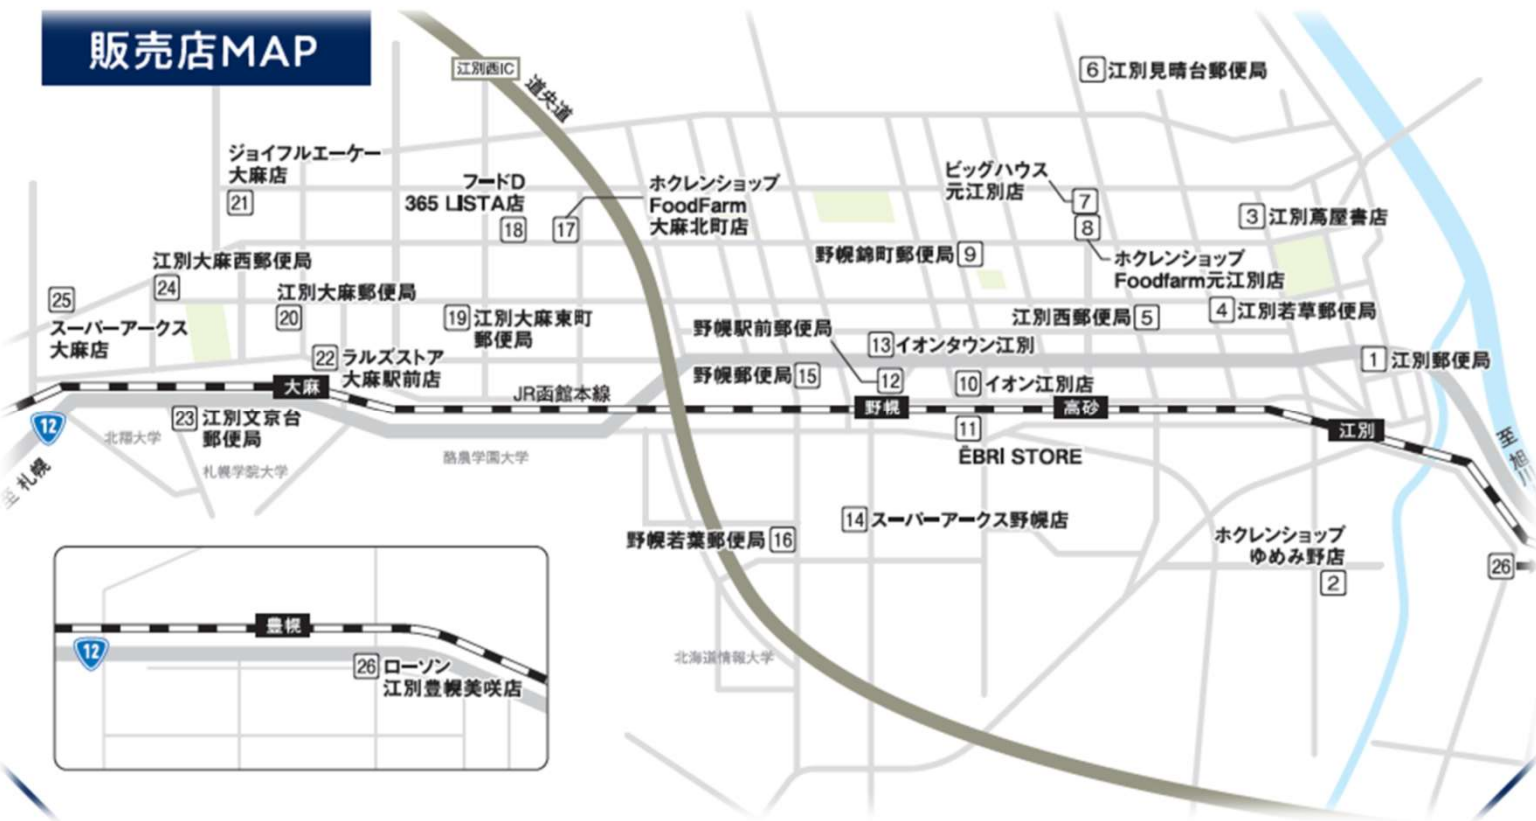 販売店MAP
江別西IC
道央道
6 江別見晴台郵便局
ジョイフルエーケー
大麻店
21
フードD
365 LISTA店
18
17
ホクレンショップ
FoodFarm
大麻北町店
ビッグハウス
元江別店
7
8
3 江別蔦屋書店
野幌錦町郵便局 9
ホクレンショップ
Foodfarm元江別店
江別大麻西郵便局
24
25
スーパーアークス
大麻店
江別大麻郵便局
20
19 江別大麻東町
郵便局
江別西郵便局 5
4 江別若草郵便局
野幌駅前郵便局
13 イオンタウン江別
1 江別郵便局
22 ラルズストア
大麻駅前店
大麻
JR函館本線
野幌郵便局 15
12
10 イオン江別店
野幌
高砂
江別
12
至 札幌
23 江別文京台
郵便局
北翔大学
札幌学院大学
酪農学園大学
11
ĒBRI STORE
至 旭川
14 スーパーアークス野幌店
野幌若葉郵便局 16
ホクレンショップ
ゆめみ野店
2
26
北海道情報大学
豊幌
12
26 ローソン
江別豊幌美咲店